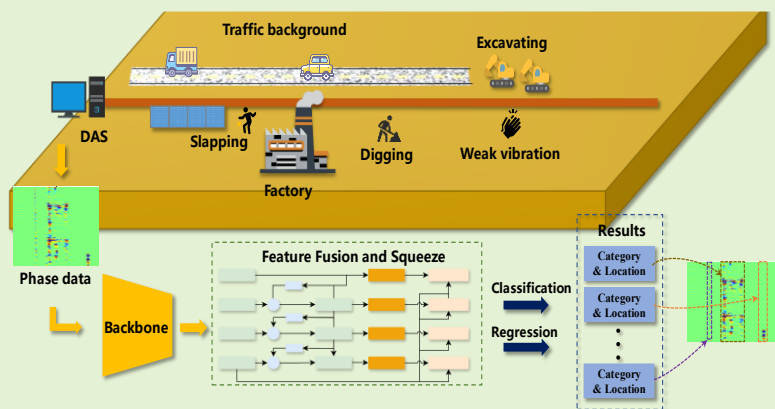 Traffic background
Excavating
DAS
Slapping
Factory
Digging
Weak vibration
Phase data
Backbone
Feature Fusion and Squeeze
Classification
Regression
Results
Category
& Location
Category
& Location
Category
& Location